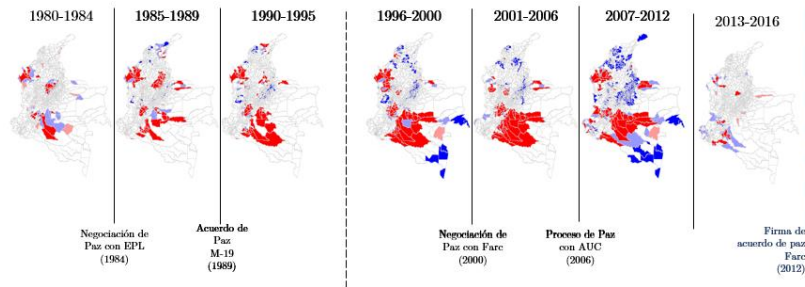 1980-1984
1985-1989
1990-1995
1996-2000
2001-2006
2007-2012
2013-2016
Negociación de
Paz con EPL
(1984)
Acuerdo de
Paz
M-19
(1989)
Negociación de
Paz con Farc
(2000)
Proceso de Paz
con AUC
(2006)
Firma de
acuerdo de paz
Farc
(2012)